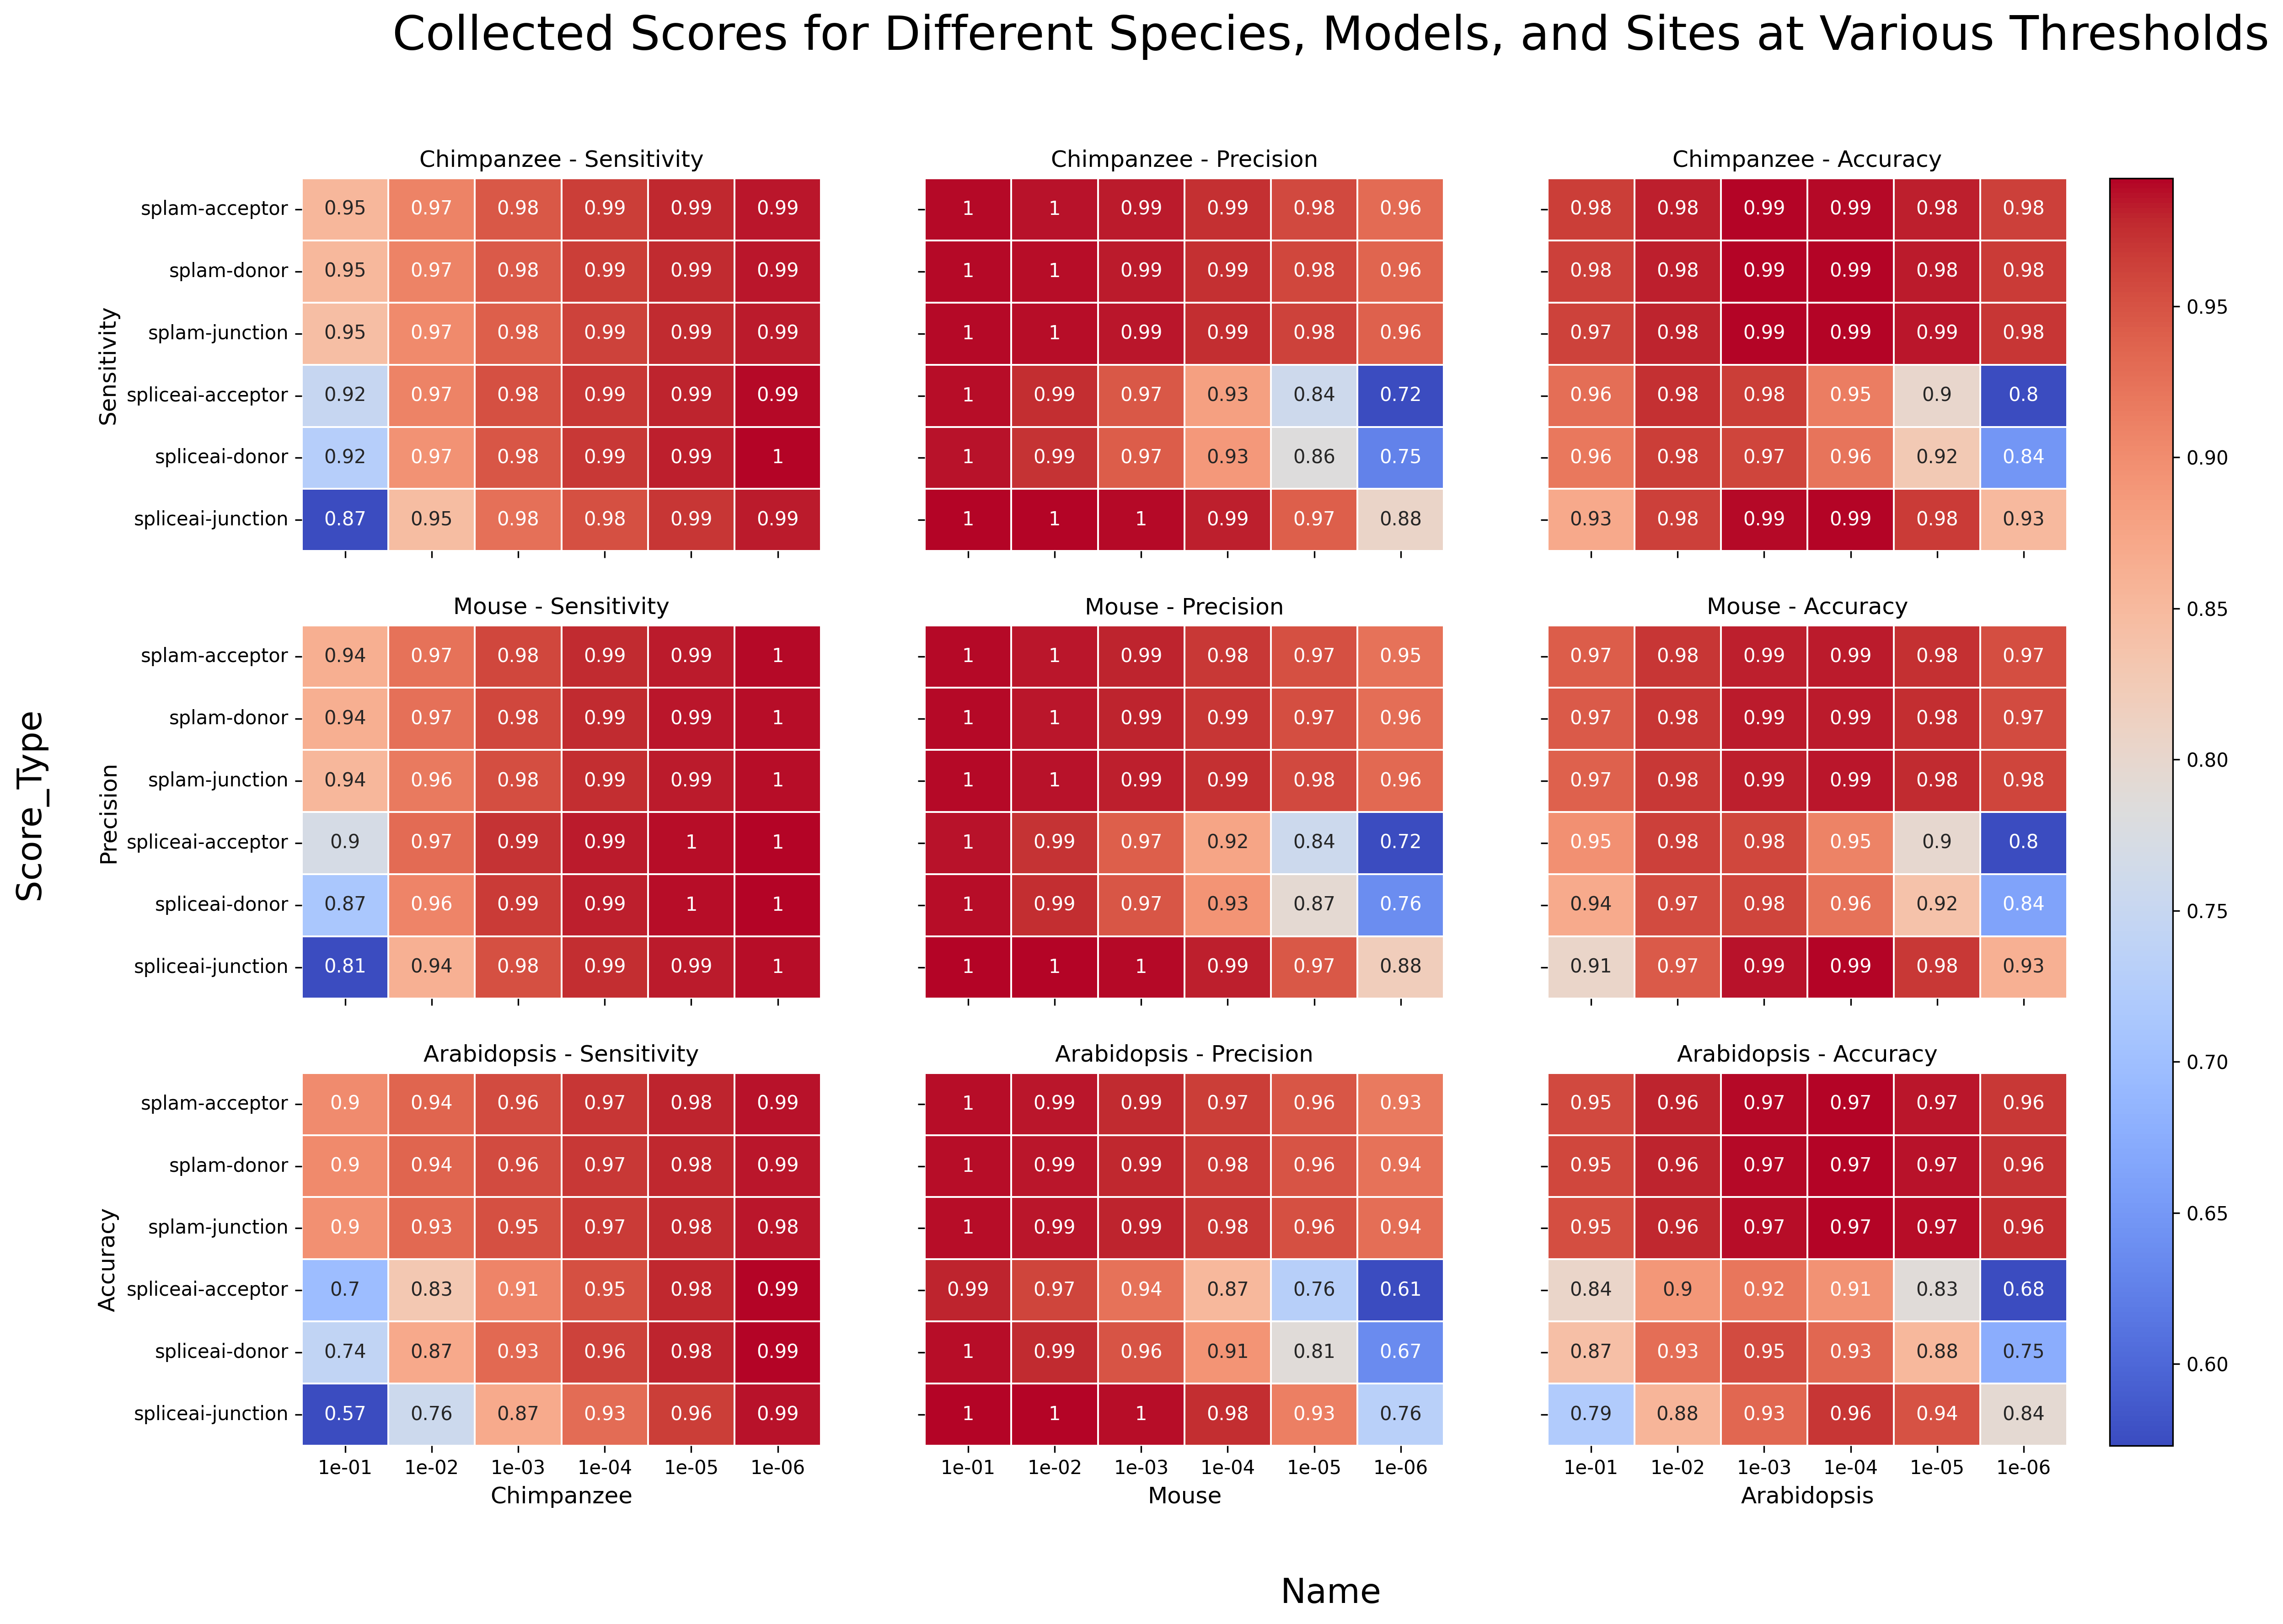 Collected Scores for Different Species, Models, and Sites at Various Thresholds
Chimpanzee - Sensitivity
Chimpanzee - Precision
Chimpanzee - Accuracy
splam-acceptor 0.95 0.97 0.98 0.99 0.99 0.99 1 1 0.99 0.99 0.98 0.96 0.98 0.98 0.99 0.99 0.98 0.98
splam-donor 0.95 0.97 0.98 0.99 0.99 0.99 1 1 0.99 0.99 0.98 0.96 0.98 0.98 0.99 0.99 0.98 0.98
splam-junction 0.95 0.97 0.98 0.99 0.99 0.99 1 1 0.99 0.99 0.98 0.96 0.97 0.98 0.99 0.99 0.99 0.98
spliceai-acceptor 0.92 0.97 0.98 0.99 0.99 0.99 1 0.99 0.97 0.93 0.84 0.72 0.96 0.98 0.98 0.95 0.9 0.8
spliceai-donor 0.92 0.97 0.98 0.99 0.99 1 1 0.99 0.97 0.93 0.86 0.75 0.96 0.98 0.97 0.96 0.92 0.84
spliceai-junction 0.87 0.95 0.98 0.98 0.99 0.99 1 1 1 0.99 0.97 0.88 0.93 0.98 0.99 0.99 0.98 0.93
Sensitivity
Mouse - Sensitivity
Mouse - Precision
Mouse - Accuracy
splam-acceptor 0.94 0.97 0.98 0.99 0.99 1 1 1 0.99 0.98 0.97 0.95 0.97 0.98 0.99 0.99 0.98 0.97
splam-donor 0.94 0.97 0.98 0.99 0.99 1 1 1 0.99 0.99 0.97 0.96 0.97 0.98 0.99 0.99 0.98 0.97
splam-junction 0.94 0.96 0.98 0.99 0.99 1 1 1 0.99 0.99 0.98 0.96 0.97 0.98 0.99 0.99 0.98 0.98
spliceai-acceptor 0.9 0.97 0.99 0.99 1 1 1 0.99 0.97 0.92 0.84 0.72 0.95 0.98 0.98 0.95 0.9 0.8
spliceai-donor 0.87 0.96 0.99 0.99 1 1 1 0.99 0.97 0.93 0.87 0.76 0.94 0.97 0.98 0.96 0.92 0.84
spliceai-junction 0.81 0.94 0.98 0.99 0.99 1 1 1 1 0.99 0.97 0.88 0.91 0.97 0.99 0.99 0.98 0.93
Precision
Score_Type
Arabidopsis - Sensitivity
Arabidopsis - Precision
Arabidopsis - Accuracy
splam-acceptor 0.9 0.94 0.96 0.97 0.98 0.99 1 0.99 0.99 0.97 0.96 0.93 0.95 0.96 0.97 0.97 0.97 0.96
splam-donor 0.9 0.94 0.96 0.97 0.98 0.99 1 0.99 0.99 0.98 0.96 0.94 0.95 0.96 0.97 0.97 0.97 0.96
splam-junction 0.9 0.93 0.95 0.97 0.98 0.98 1 0.99 0.99 0.98 0.96 0.94 0.95 0.96 0.97 0.97 0.97 0.96
spliceai-acceptor 0.7 0.83 0.91 0.95 0.98 0.99 0.99 0.97 0.94 0.87 0.76 0.61 0.84 0.9 0.92 0.91 0.83 0.68
spliceai-donor 0.74 0.87 0.93 0.96 0.98 0.99 1 0.99 0.96 0.91 0.81 0.67 0.87 0.93 0.95 0.93 0.88 0.75
spliceai-junction 0.57 0.76 0.87 0.93 0.96 0.99 1 1 1 0.98 0.93 0.76 0.79 0.88 0.93 0.96 0.94 0.84
Accuracy
1e-01 1e-02 1e-03 1e-04 1e-05 1e-06 1e-01 1e-02 1e-03 1e-04 1e-05 1e-06 1e-01 1e-02 1e-03 1e-04 1e-05 1e-06
Chimpanzee
Mouse
Arabidopsis
Name
0.95
0.90
0.85
0.80
0.75
0.70
0.65
0.60